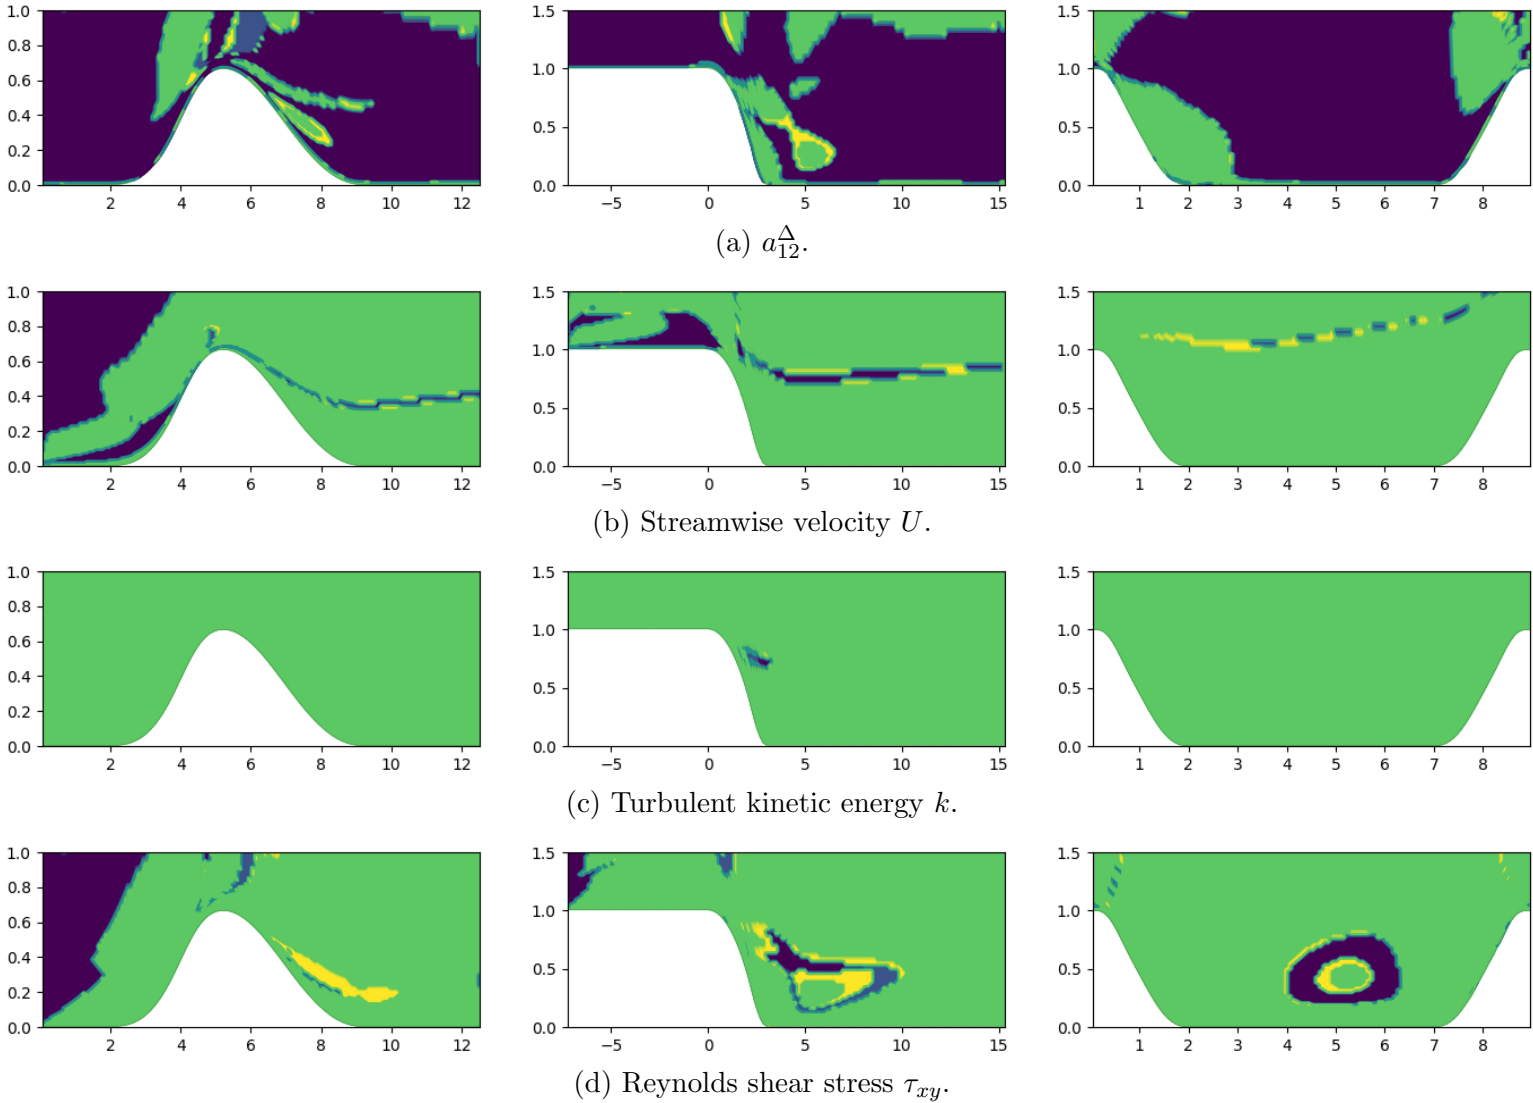 1.0 0.8 0.6 0.4 0.2 0.0 2 4 6 8 10 12
1.5 1.0 0.5 0.0 −5 0 5 10 15
1.5 1.0 0.5 0.0 1 2 3 4 5 6 7 8
(a) $a_{12}^{\Delta}$.
1.0 0.8 0.6 0.4 0.2 0.0 2 4 6 8 10 12
1.5 1.0 0.5 0.0 −5 0 5 10 15
1.5 1.0 0.5 0.0 1 2 3 4 5 6 7 8
(b) Streamwise velocity $U$.
1.0 0.8 0.6 0.4 0.2 0.0 2 4 6 8 10 12
1.5 1.0 0.5 0.0 −5 0 5 10 15
1.5 1.0 0.5 0.0 1 2 3 4 5 6 7 8
(c) Turbulent kinetic energy $k$.
1.0 0.8 0.6 0.4 0.2 0.0 2 4 6 8 10 12
1.5 1.0 0.5 0.0 −5 0 5 10 15
1.5 1.0 0.5 0.0 1 2 3 4 5 6 7 8
(d) Reynolds shear stress $\tau_{xy}$.